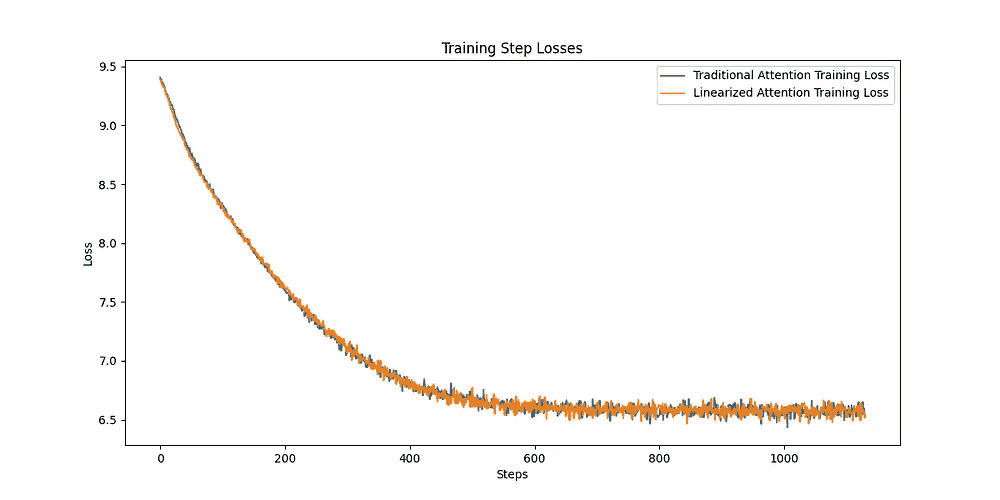 Training Step Losses
Traditional Attention Training Loss
Linearized Attention Training Loss
9.5
9.0
8.5
8.0
7.5
7.0
6.5
Loss
0 200 400 600 800 1000
Steps